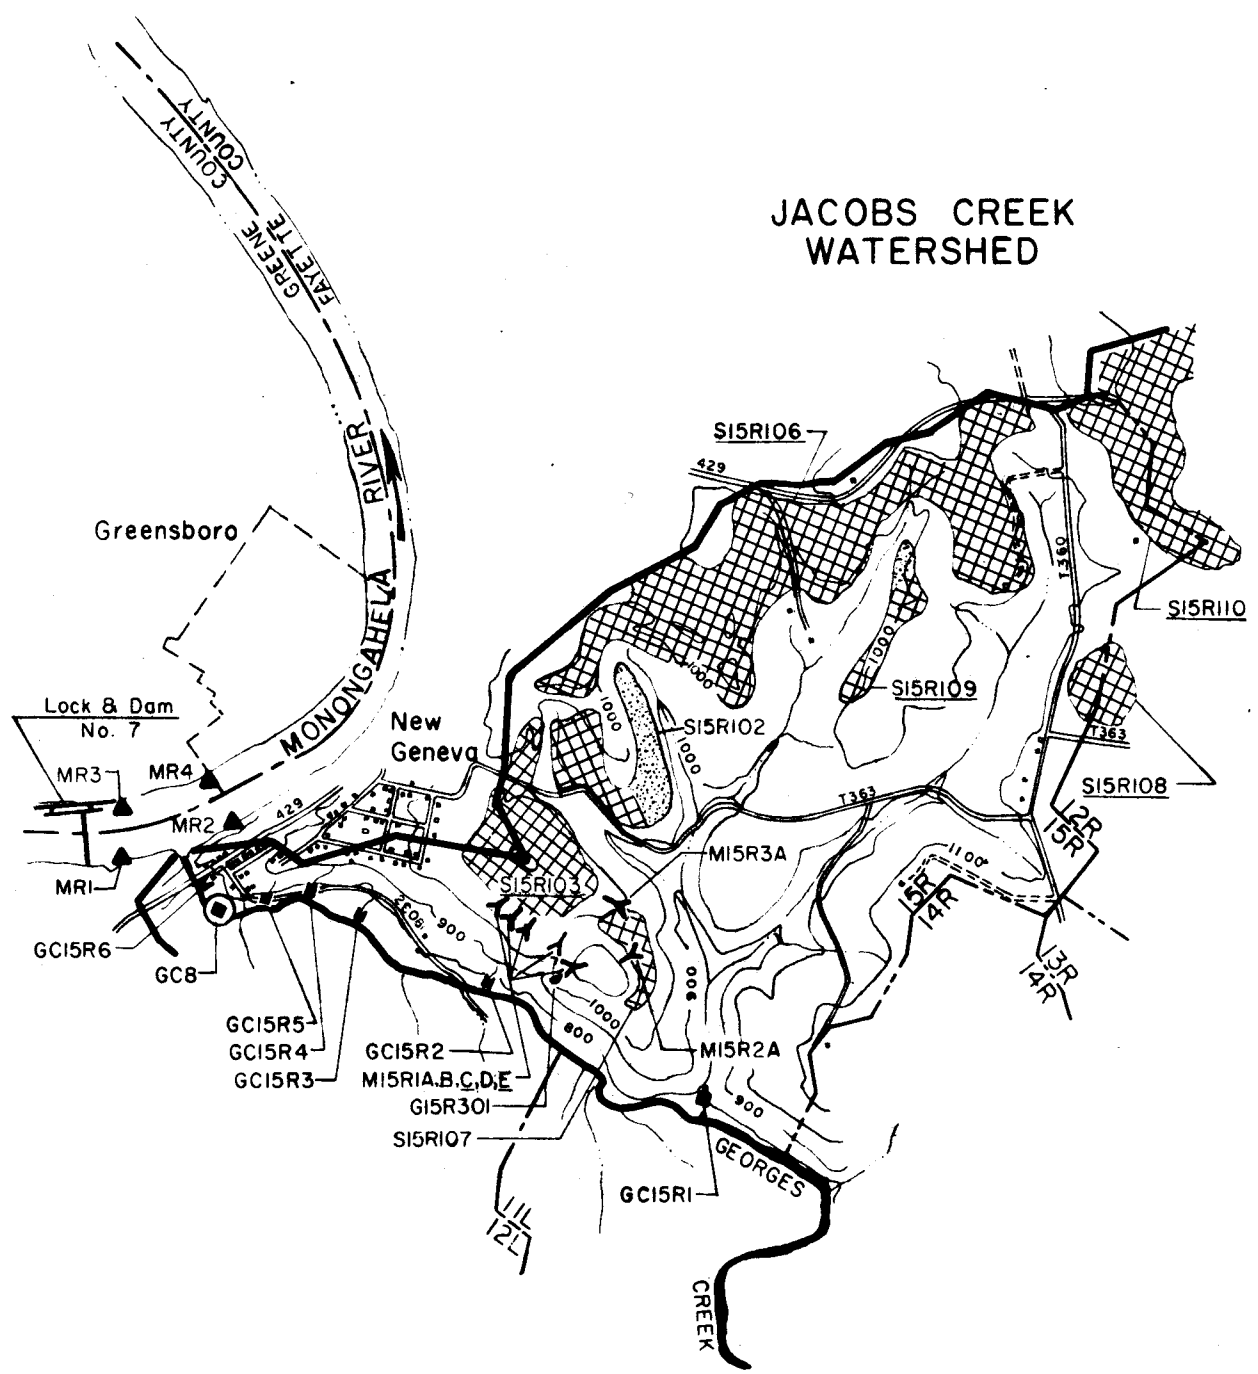 JACOBS CREEK
WATERSHED
GREENE COUNTY
FAYETTE COUNTY
MONONGAHELA RIVER
Greensboro
Lock & Dam
No. 7
New
Geneva
MR3
MR4
MR2
MR1
429
429
S15R106
T360
S15R110
1000
1000
S15R109
1000
S15R102
1000
T363
S15R108
T363
12R
15R
M15R3A
1100
15R
14R
13R
14R
S15R103
GC15R6
GC8
900
900
1000
800
GC15R5
GC15R4
GC15R3
GC15R2
M15R1A,B,C,D,E
G15R301
S15R107
M15R2A
900
GC15R1
11L
12L
GEORGES
CREEK